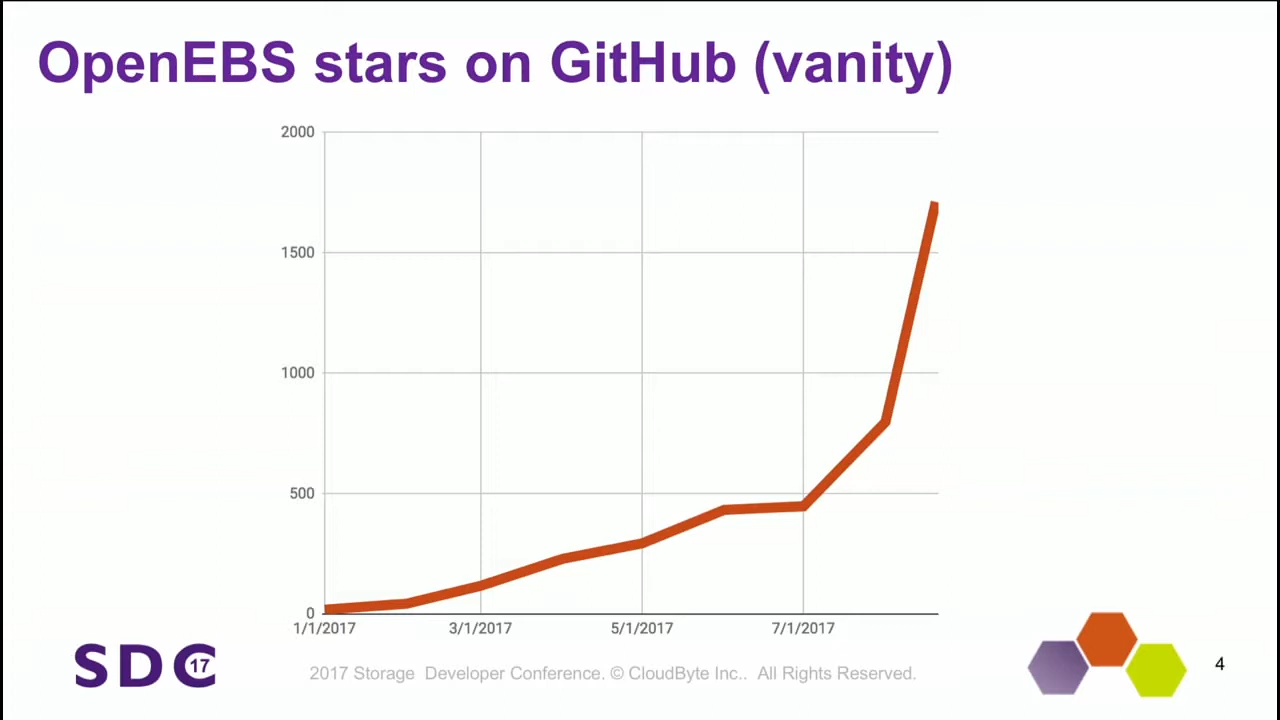 OpenEBS stars on GitHub (vanity)
2000
1500
1000
500
0
1/1/2017 3/1/2017 5/1/2017 7/1/2017
SDC 17
2017 Storage Developer Conference. © CloudByte Inc.. All Rights Reserved.
4